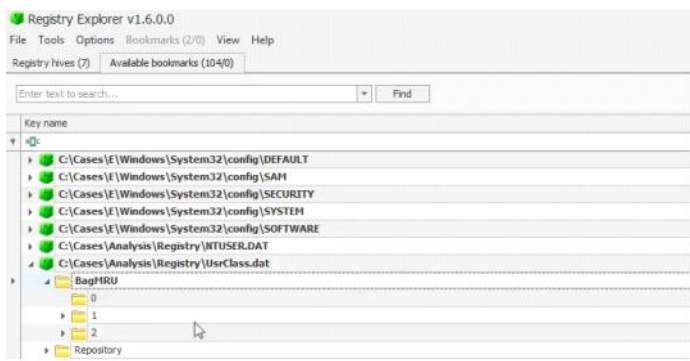 Registry Explorer v1.6.0.0
File Tools Options Bookmarks (2/0) View Help
Registry hives (7) Available bookmarks (104/0)
Enter text to search... Find
Key name
C:\Cases\E\Windows\System32\config\DEFAULT
C:\Cases\E\Windows\System32\config\SAM
C:\Cases\E\Windows\System32\config\SECURITY
C:\Cases\E\Windows\System32\config\SYSTEM
C:\Cases\E\Windows\System32\config\SOFTWARE
C:\Cases\Analysis\Registry\NTUSER.DAT
C:\Cases\Analysis\Registry\UsrClass.dat
BagMRU
0
1
2
Repository